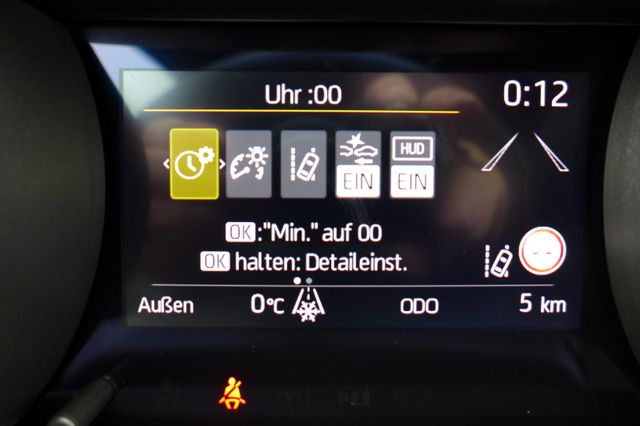 Uhr :00
0:12
HUD
EIN EIN
OK:"Min." auf 00
OK halten: Detaileinst.
Außen 0°C ODO 5 km